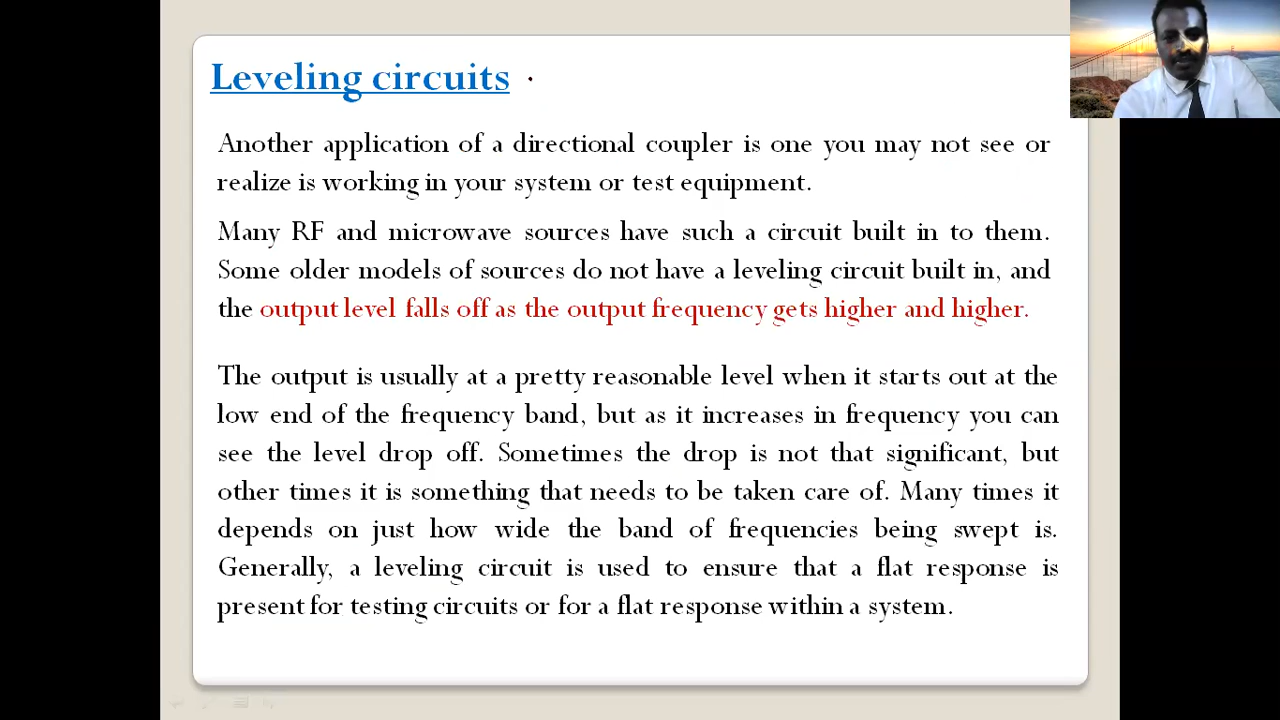 Leveling circuits
Another application of a directional coupler is one you may not see or
realize is working in your system or test equipment.
Many RF and microwave sources have such a circuit built in to them.
Some older models of sources do not have a leveling circuit built in, and
the output level falls off as the output frequency gets higher and higher.
The output is usually at a pretty reasonable level when it starts out at the
low end of the frequency band, but as it increases in frequency you can
see the level drop off. Sometimes the drop is not that significant, but
other times it is something that needs to be taken care of. Many times it
depends on just how wide the band of frequencies being swept is.
Generally, a leveling circuit is used to ensure that a flat response is
present for testing circuits or for a flat response within a system.